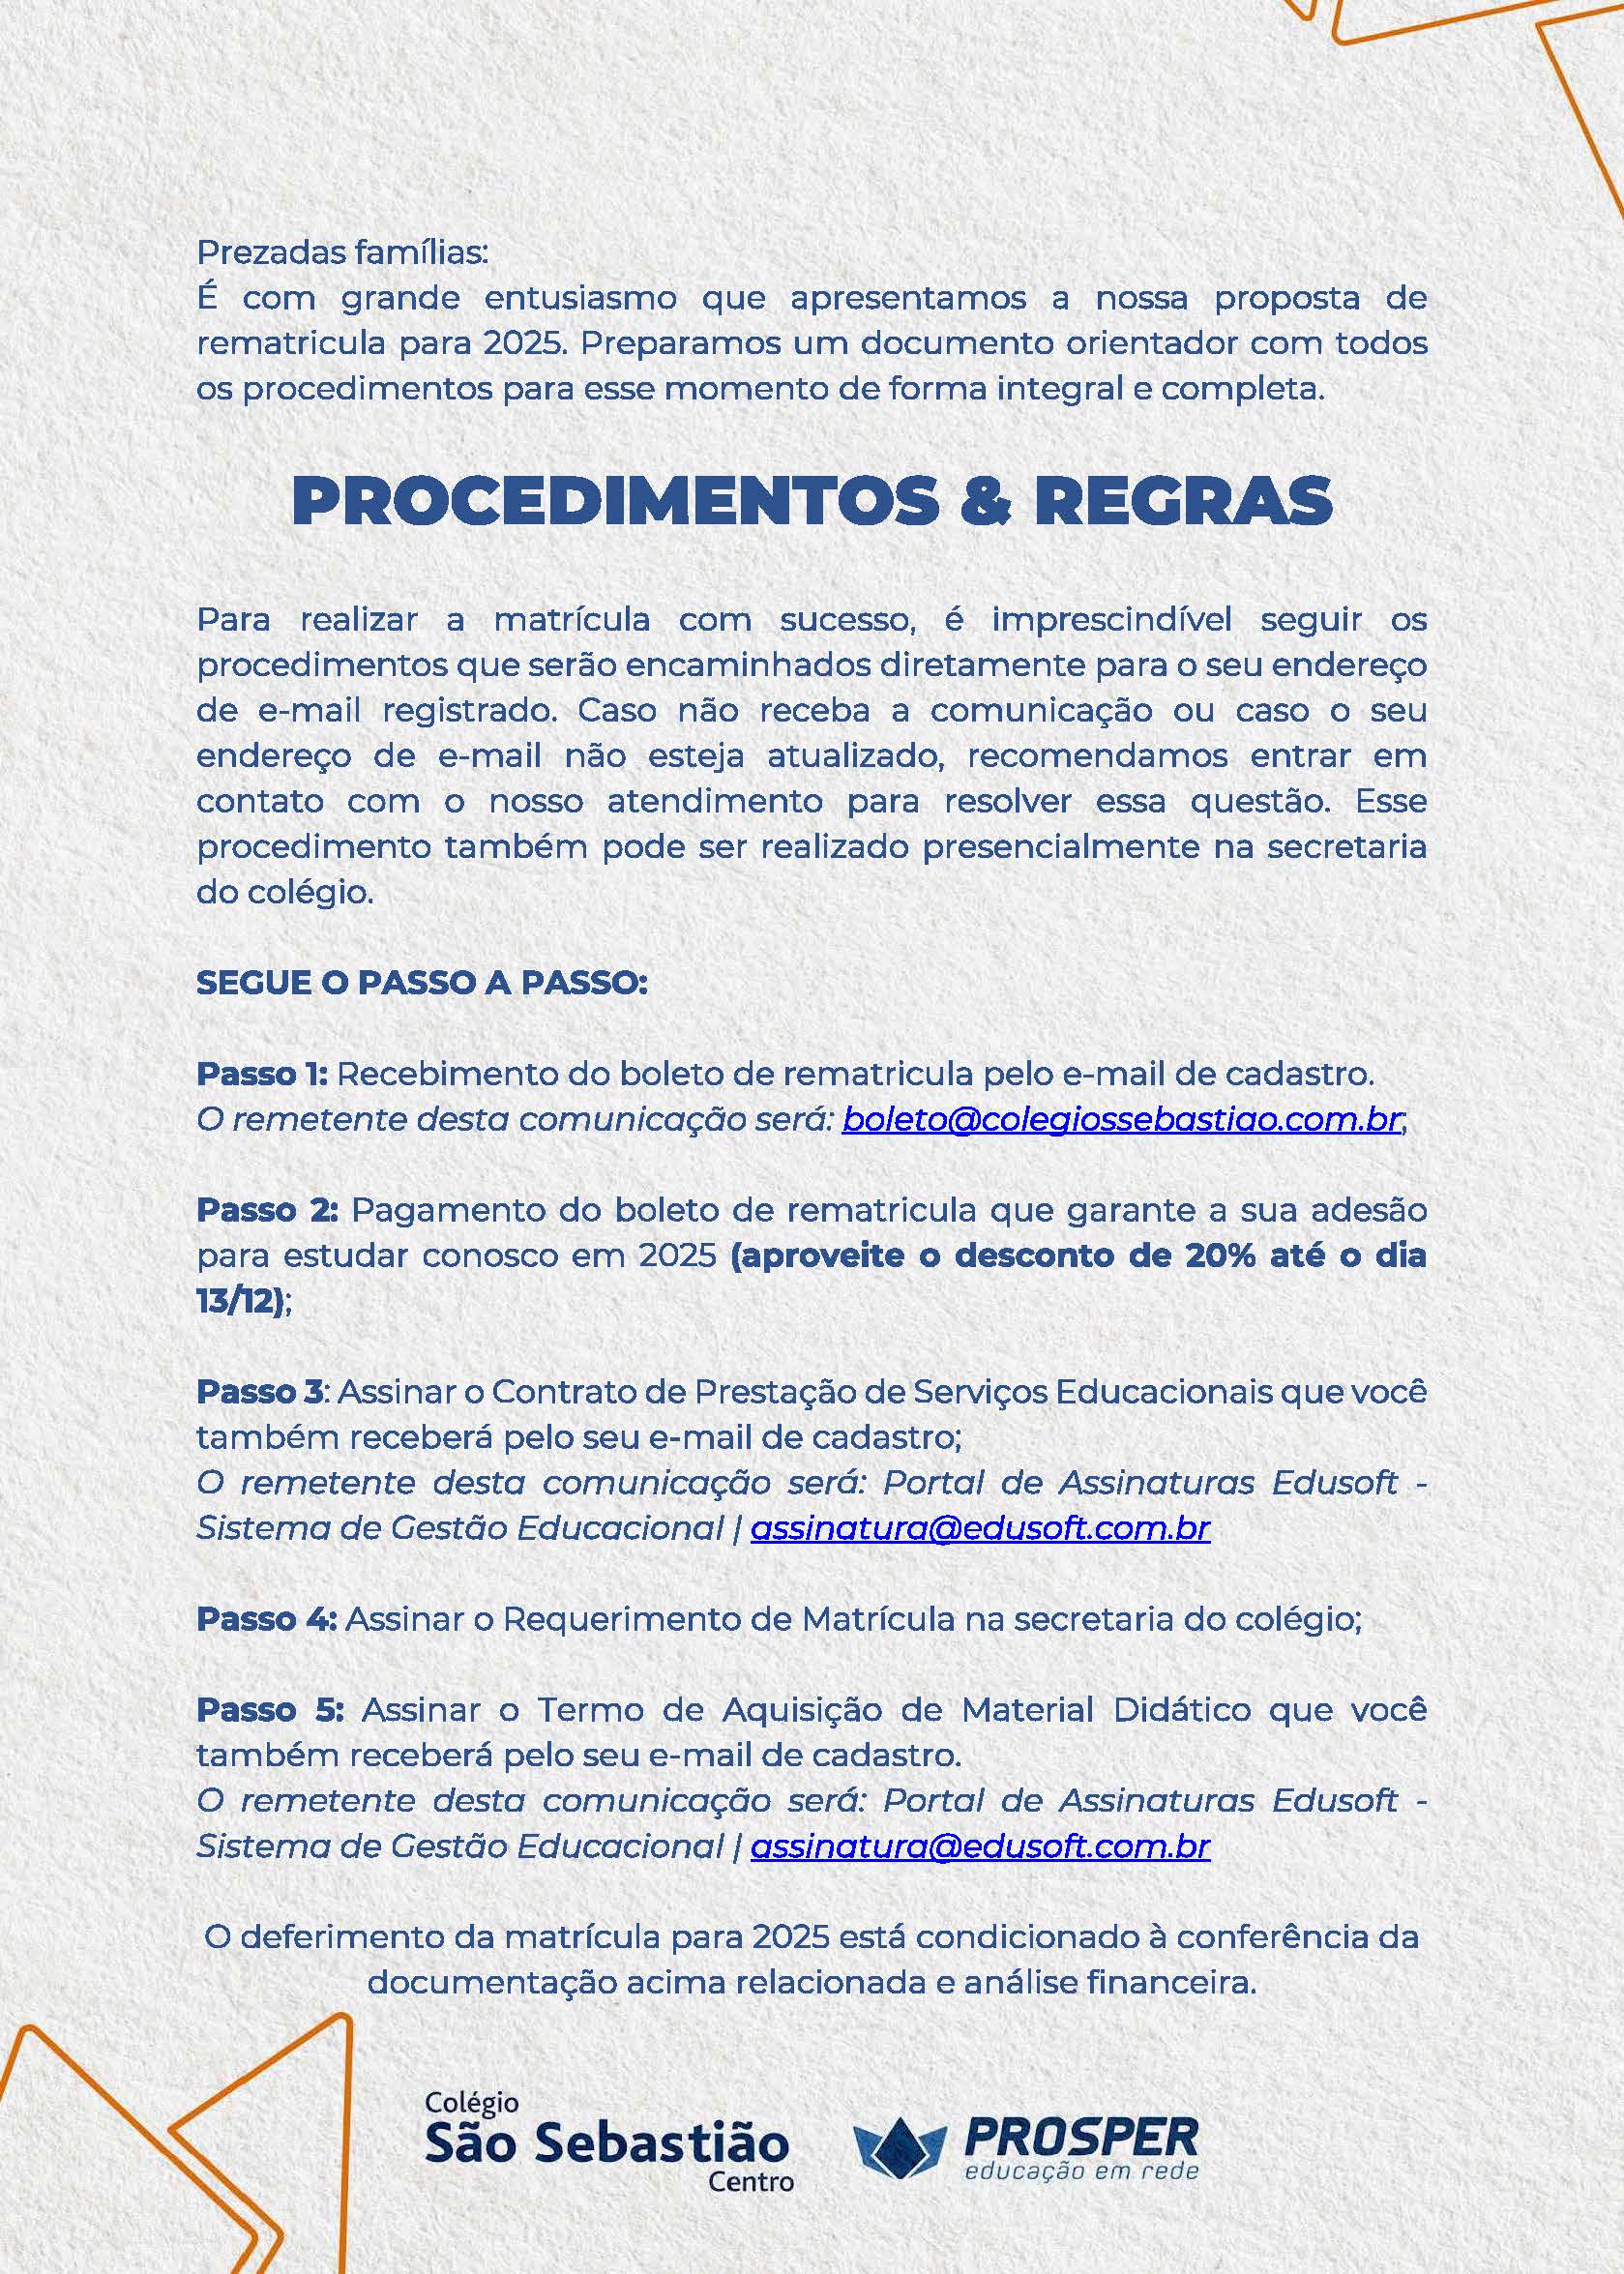 Prezadas famílias:
É com grande entusiasmo que apresentamos a nossa proposta de
rematricula para 2025. Preparamos um documento orientador com todos
os procedimentos para esse momento de forma integral e completa.
PROCEDIMENTOS & REGRAS
Para realizar a matrícula com sucesso, é imprescindível seguir os
procedimentos que serão encaminhados diretamente para o seu endereço
de e-mail registrado. Caso não receba a comunicação ou caso o seu
endereço de e-mail não esteja atualizado, recomendamos entrar em
contato com o nosso atendimento para resolver essa questão. Esse
procedimento também pode ser realizado presencialmente na secretaria
do colégio.
SEGUE O PASSO A PASSO:
Passo 1: Recebimento do boleto de rematricula pelo e-mail de cadastro.
O remetente desta comunicação será: boleto@colegiossebastiao.com.br;
Passo 2: Pagamento do boleto de rematricula que garante a sua adesão
para estudar conosco em 2025 (aproveite o desconto de 20% até o dia
13/12);
Passo 3: Assinar o Contrato de Prestação de Serviços Educacionais que você
também receberá pelo seu e-mail de cadastro;
O remetente desta comunicação será: Portal de Assinaturas Edusoft -
Sistema de Gestão Educacional | assinatura@edusoft.com.br
Passo 4: Assinar o Requerimento de Matrícula na secretaria do colégio;
Passo 5: Assinar o Termo de Aquisição de Material Didático que você
também receberá pelo seu e-mail de cadastro.
O remetente desta comunicação será: Portal de Assinaturas Edusoft -
Sistema de Gestão Educacional | assinatura@edusoft.com.br
O deferimento da matrícula para 2025 está condicionado à conferência da
documentação acima relacionada e análise financeira.
Colégio
São Sebastião
Centro
PROSPER
educação em rede